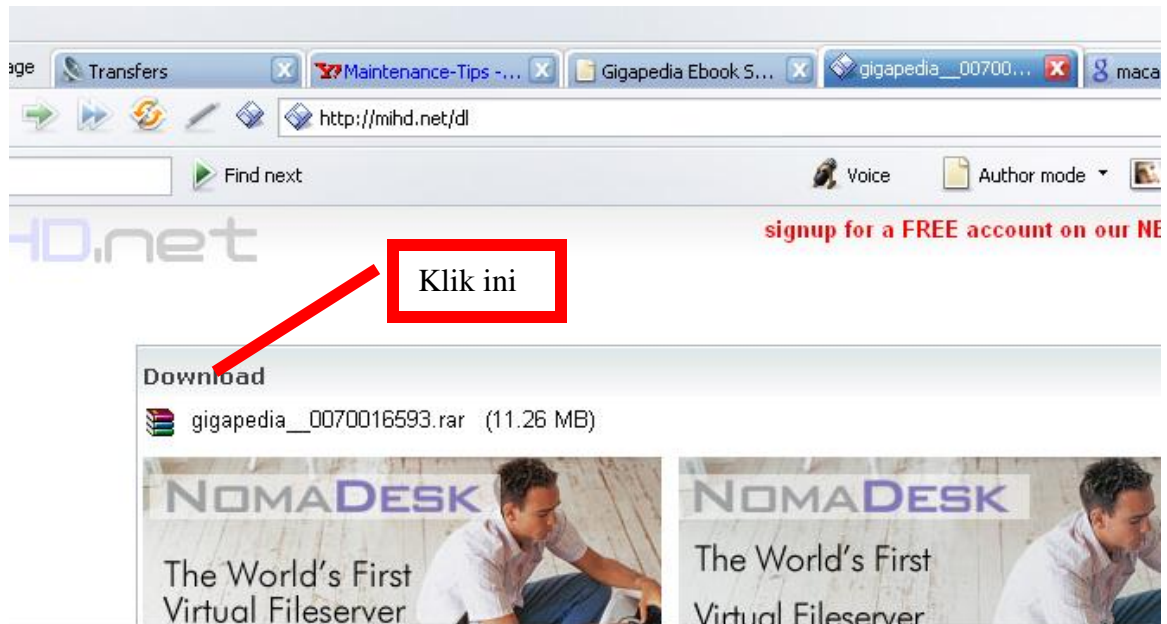 age Transfers Maintenance-Tips -... Gigapedia Ebook S... gigapedia__00700... maca
http://mihd.net/dl
Find next Voice Author mode
HD.net signup for a FREE account on our NE
Klik ini
Download
gigapedia__0070016593.rar (11.26 MB)
NOMADESK NOMADESK
The World's First The World's First
Virtual Fileserver Virtual Fileserver